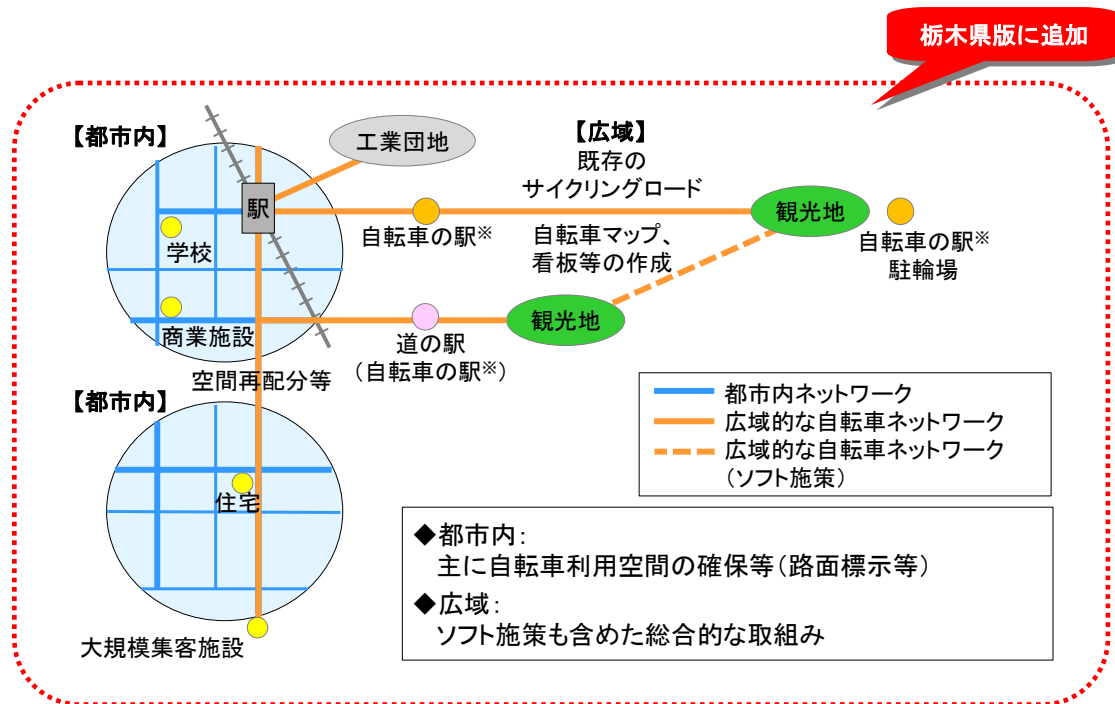 栃木県版に追加
【都市内】
工業団地
【広域】
既存の
サイクリングロード
駅
観光地
学校
自転車の駅※
自転車マップ、
看板等の作成
自転車の駅※
駐輪場
商業施設
観光地
道の駅
（自転車の駅※）
空間再配分等
【都市内】
都市内ネットワーク
広域的な自転車ネットワーク
広域的な自転車ネットワーク
（ソフト施策）
住宅
◆都市内：
主に自転車利用空間の確保等（路面標示等）
◆広域：
ソフト施策も含めた総合的な取組み
大規模集客施設